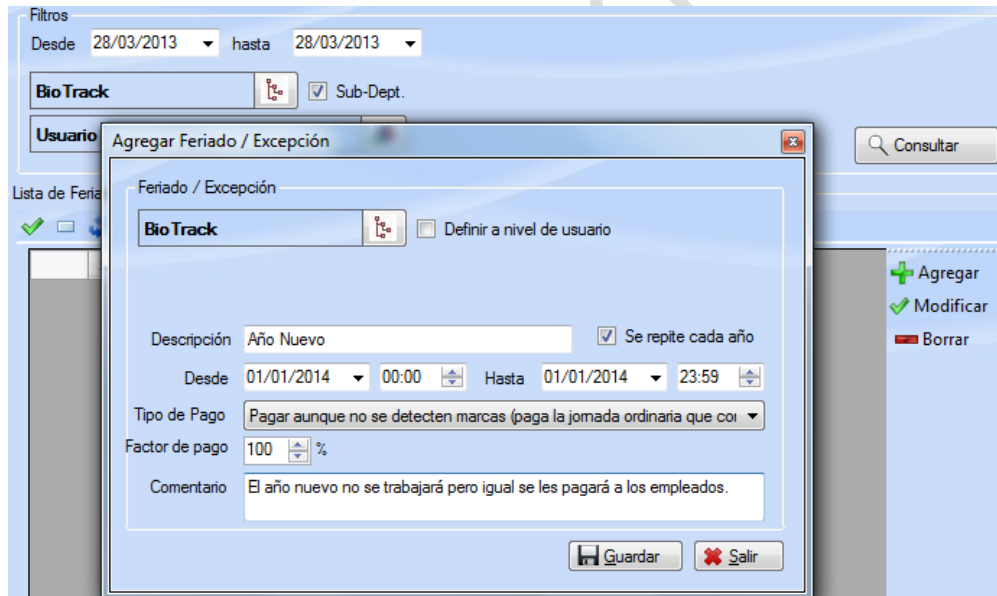 Filtros
Desde 28/03/2013 hasta 28/03/2013
BioTrack Sub-Dept.
Usuario
Consultar
Agregar Feriado / Excepción
Feriado / Excepción
BioTrack Definir a nivel de usuario
Lista de
Agregar
Modificar
Borrar
Descripción Año Nuevo Se repite cada año
Desde 01/01/2014 00:00 Hasta 01/01/2014 23:59
Tipo de Pago Pagar aunque no se detecten marcas (paga la jornada ordinaria que
Factor de pago 100 %
Comentario El año nuevo no se trabajará pero igual se les pagará a los empleados.
Guardar Salir